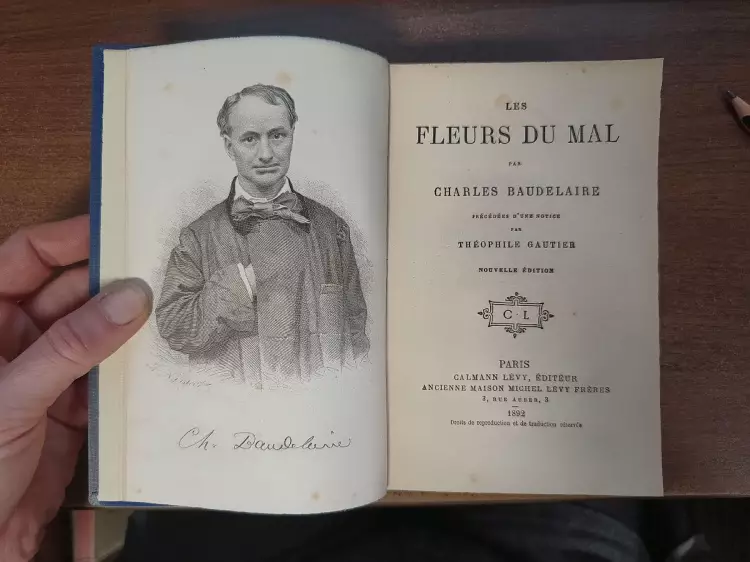 Ch. Baudelaire
LES
FLEURS DU MAL
PAR
CHARLES BAUDELAIRE
PRÉCÉDÉES D'UNE NOTICE
PAR
THÉOPHILE GAUTIER
NOUVELLE ÉDITION
C · L
PARIS
CALMANN LÉVY, ÉDITEUR
ANCIENNE MAISON MICHEL LÉVY FRÈRES
3, RUE AUBER, 3
1892
Droits de reproduction et de traduction réservés